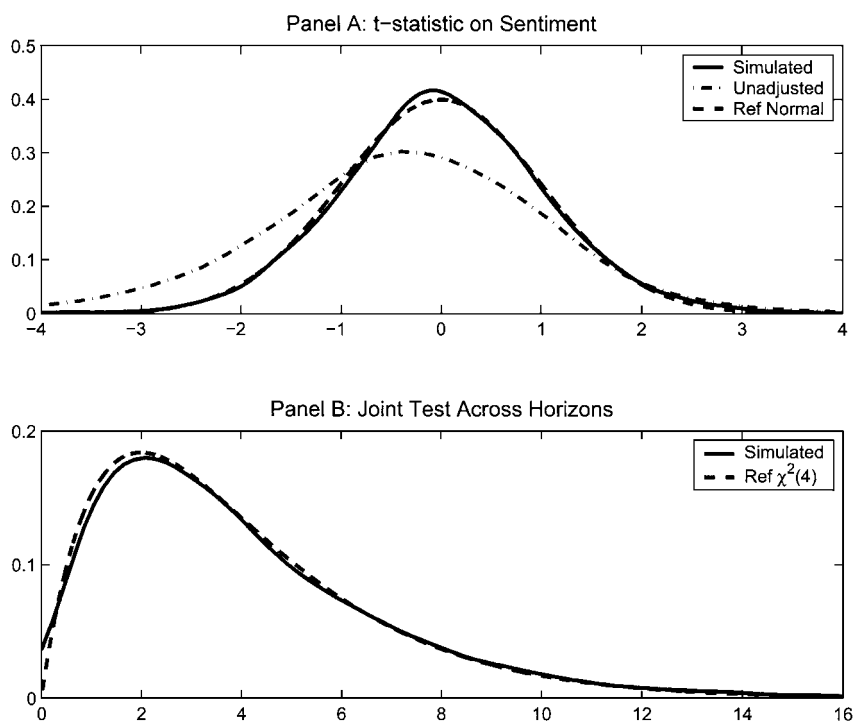 Panel A: t−statistic on Sentiment
0.5
0.4
0.3
0.2
0.1
0
Simulated
Unadjusted
Ref Normal
−4 −3 −2 −1 0 1 2 3 4
Panel B: Joint Test Across Horizons
0.2
0.1
0
Simulated
Ref χ²(4)
0 2 4 6 8 10 12 14 16